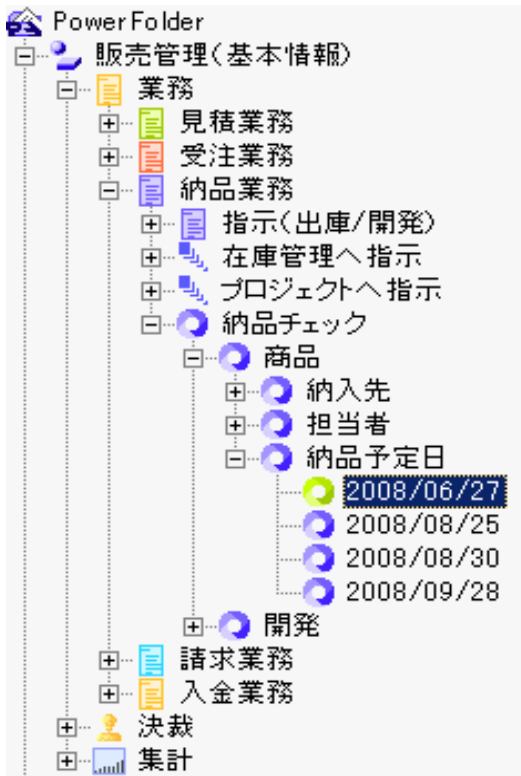 PowerFolder
販売管理(基本情報)
業務
見積業務
受注業務
納品業務
指示(出庫/開発)
在庫管理へ指示
プロジェクトへ指示
納品チェック
商品
納入先
担当者
納品予定日
2008/06/27
2008/08/25
2008/08/30
2008/09/28
開発
請求業務
入金業務
決裁
集計